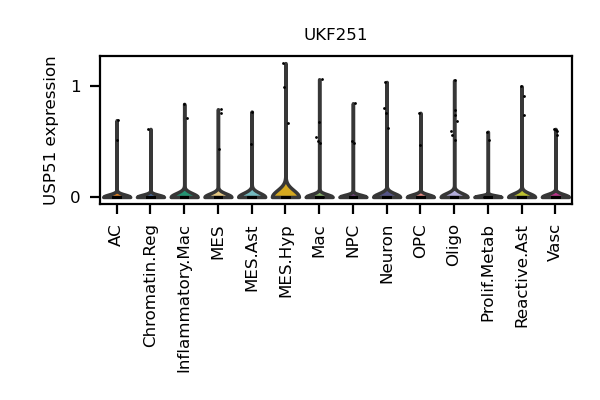 UKF251
USP51 expression
1
0
AC
Chromatin.Reg
Inflammatory.Mac
MES
MES.Ast
MES.Hyp
Mac
NPC
Neuron
OPC
Oligo
Prolif.Metab
Reactive.Ast
Vasc